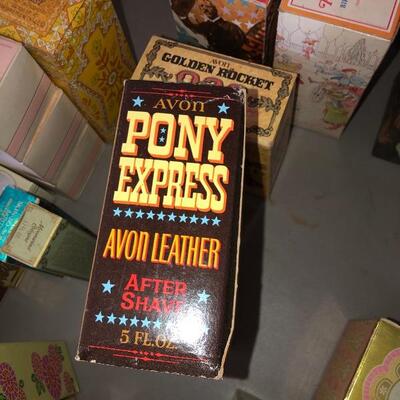 AVON
PONY
EXPRESS
AVON LEATHER
AFTER
SHAVE
5 FL.OZ.
AVON
GOLDEN ROCKET